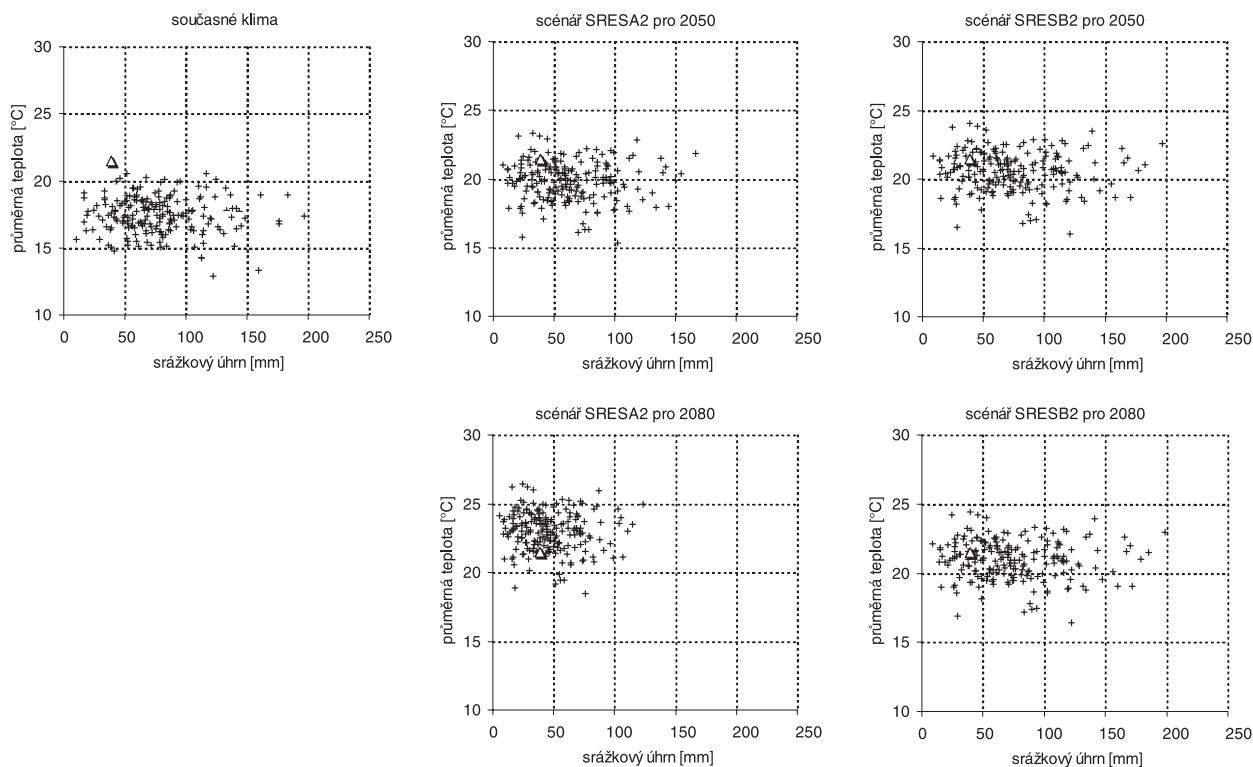 současné klima
30
25
20
15
10
průměrná teplota [°C]
0 50 100 150 200 250
srážkový úhrn [mm]
scénář SRESA2 pro 2050
30
25
20
15
10
průměrná teplota [°C]
0 50 100 150 200 250
srážkový úhrn [mm]
scénář SRESB2 pro 2050
30
25
20
15
10
průměrná teplota [°C]
0 50 100 150 200 250
srážkový úhrn [mm]
scénář SRESA2 pro 2080
30
25
20
15
10
průměrná teplota [°C]
0 50 100 150 200 250
srážkový úhrn [mm]
scénář SRESB2 pro 2080
30
25
20
15
10
průměrná teplota [°C]
0 50 100 150 200 250
srážkový úhrn [mm]